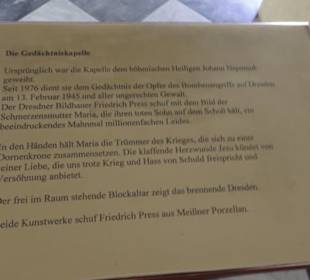 Die Gedächtniskapelle
Ursprünglich war die Kapelle dem böhmischen Heiligen Johann Nepomuk
geweiht.
Seit 1976 dient sie dem Gedächtnis der Opfer des Bombenangriffs auf Dresden
am 13. Februar 1945 und aller ungerechten Gewalt.
Der Dresdner Bildhauer Friedrich Press schuf mit dem Bild der
Schmerzensmutter Maria, die ihren toten Sohn auf dem Schoß hält, ein
beeindruckendes Mahnmal millionenfachen Leides.
In den Händen hält Maria die Trümmer des Krieges, die sich zu einer
Dornenkrone zusammensetzen. Die klaffende Herzwunde Jesu kündet von
einer Liebe, die uns trotz Krieg und Hass von Schuld freispricht und
Versöhnung anbietet.
Der frei im Raum stehende Blockaltar zeigt das brennende Dresden.
Beide Kunstwerke schuf Friedrich Press aus Meißner Porzellan.